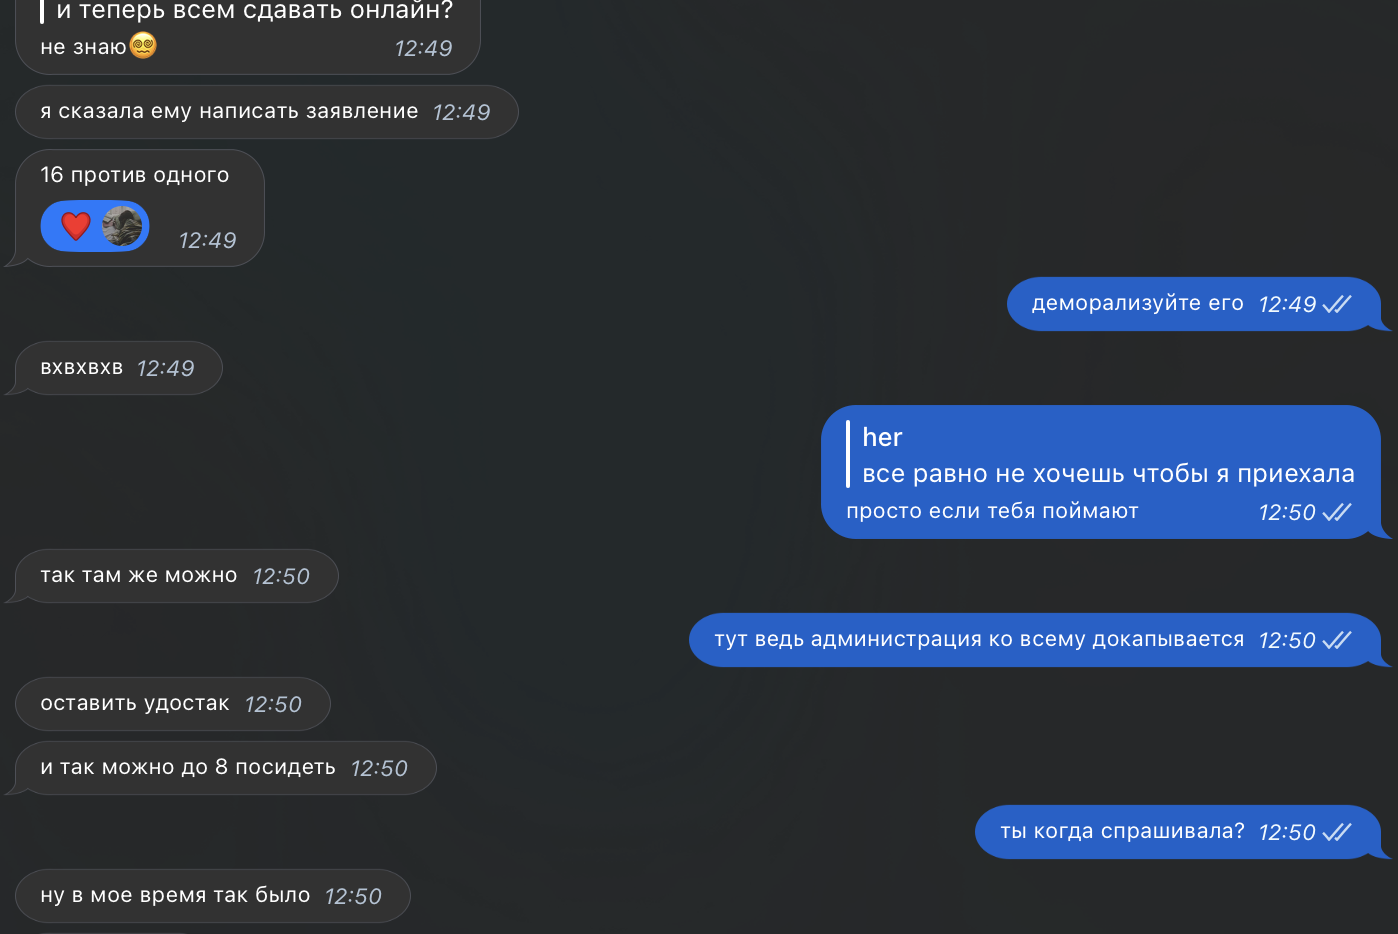 и теперь всем сдавать онлайн?
не знаю😵‍💫 12:49
я сказала ему написать заявление 12:49
16 против одного
❤️ 12:49
деморализуйте его 12:49
вхвхвхв 12:49
her
все равно не хочешь чтобы я приехала
просто если тебя поймают 12:50
так там же можно 12:50
тут ведь администрация ко всему докапывается 12:50
оставить удостак 12:50
и так можно до 8 посидеть 12:50
ты когда спрашивала? 12:50
ну в мое время так было 12:50